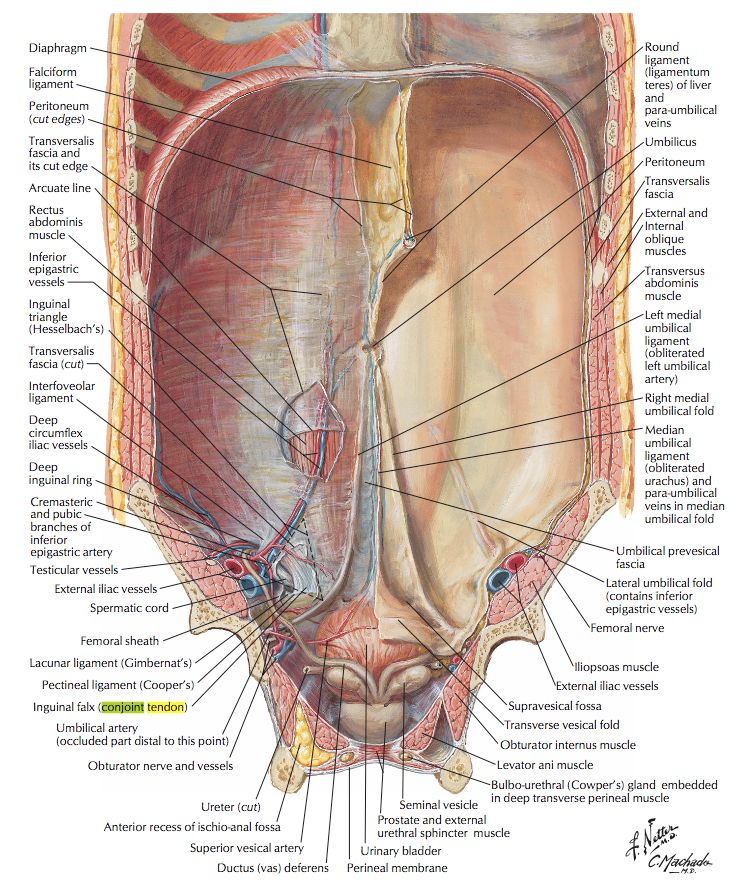 Diaphragm
Falciform
ligament
Peritoneum
(cut edges)
Transversalis
fascia and
its cut edge
Arcuate line
Rectus
abdominis
muscle
Inferior
epigastric
vessels
Inguinal
triangle
(Hesselbach's)
Transversalis
fascia (cut)
Interfoveolar
ligament
Deep
circumflex
iliac vessels
Deep
inguinal ring
Cremasteric
and pubic
branches of
inferior
epigastric artery
Testicular vessels
External iliac vessels
Spermatic cord
Femoral sheath
Lacunar ligament (Gimbernat's)
Pectineal ligament (Cooper's)
Inguinal falx (conjoint tendon)
Umbilical artery
(occluded part distal to this point)
Obturator nerve and vessels
Ureter (cut)
Anterior recess of ischio-anal fossa
Superior vesical artery
Ductus (vas) deferens
Perineal membrane
Urinary bladder
Prostate and external
urethral sphincter muscle
Seminal vesicle
Round
ligament
(ligamentum
teres) of liver
and
para-umbilical
veins
Umbilicus
Peritoneum
Transversalis
fascia
External and
Internal
oblique
muscles
Transversus
abdominis
muscle
Left medial
umbilical
ligament
(obliterated
left umbilical
artery)
Right medial
umbilical fold
Median
umbilical
ligament
(obliterated
urachus) and
para-umbilical
veins in median
umbilical fold
Umbilical prevesical
fascia
Lateral umbilical fold
(contains inferior
epigastric vessels)
Femoral nerve
Iliopsoas muscle
External iliac vessels
Supravesical fossa
Transverse vesical fold
Obturator internus muscle
Levator ani muscle
Bulbo-urethral (Cowper's) gland embedded
in deep transverse perineal muscle
F. Netter
M.D.
C. Machado
M.D.